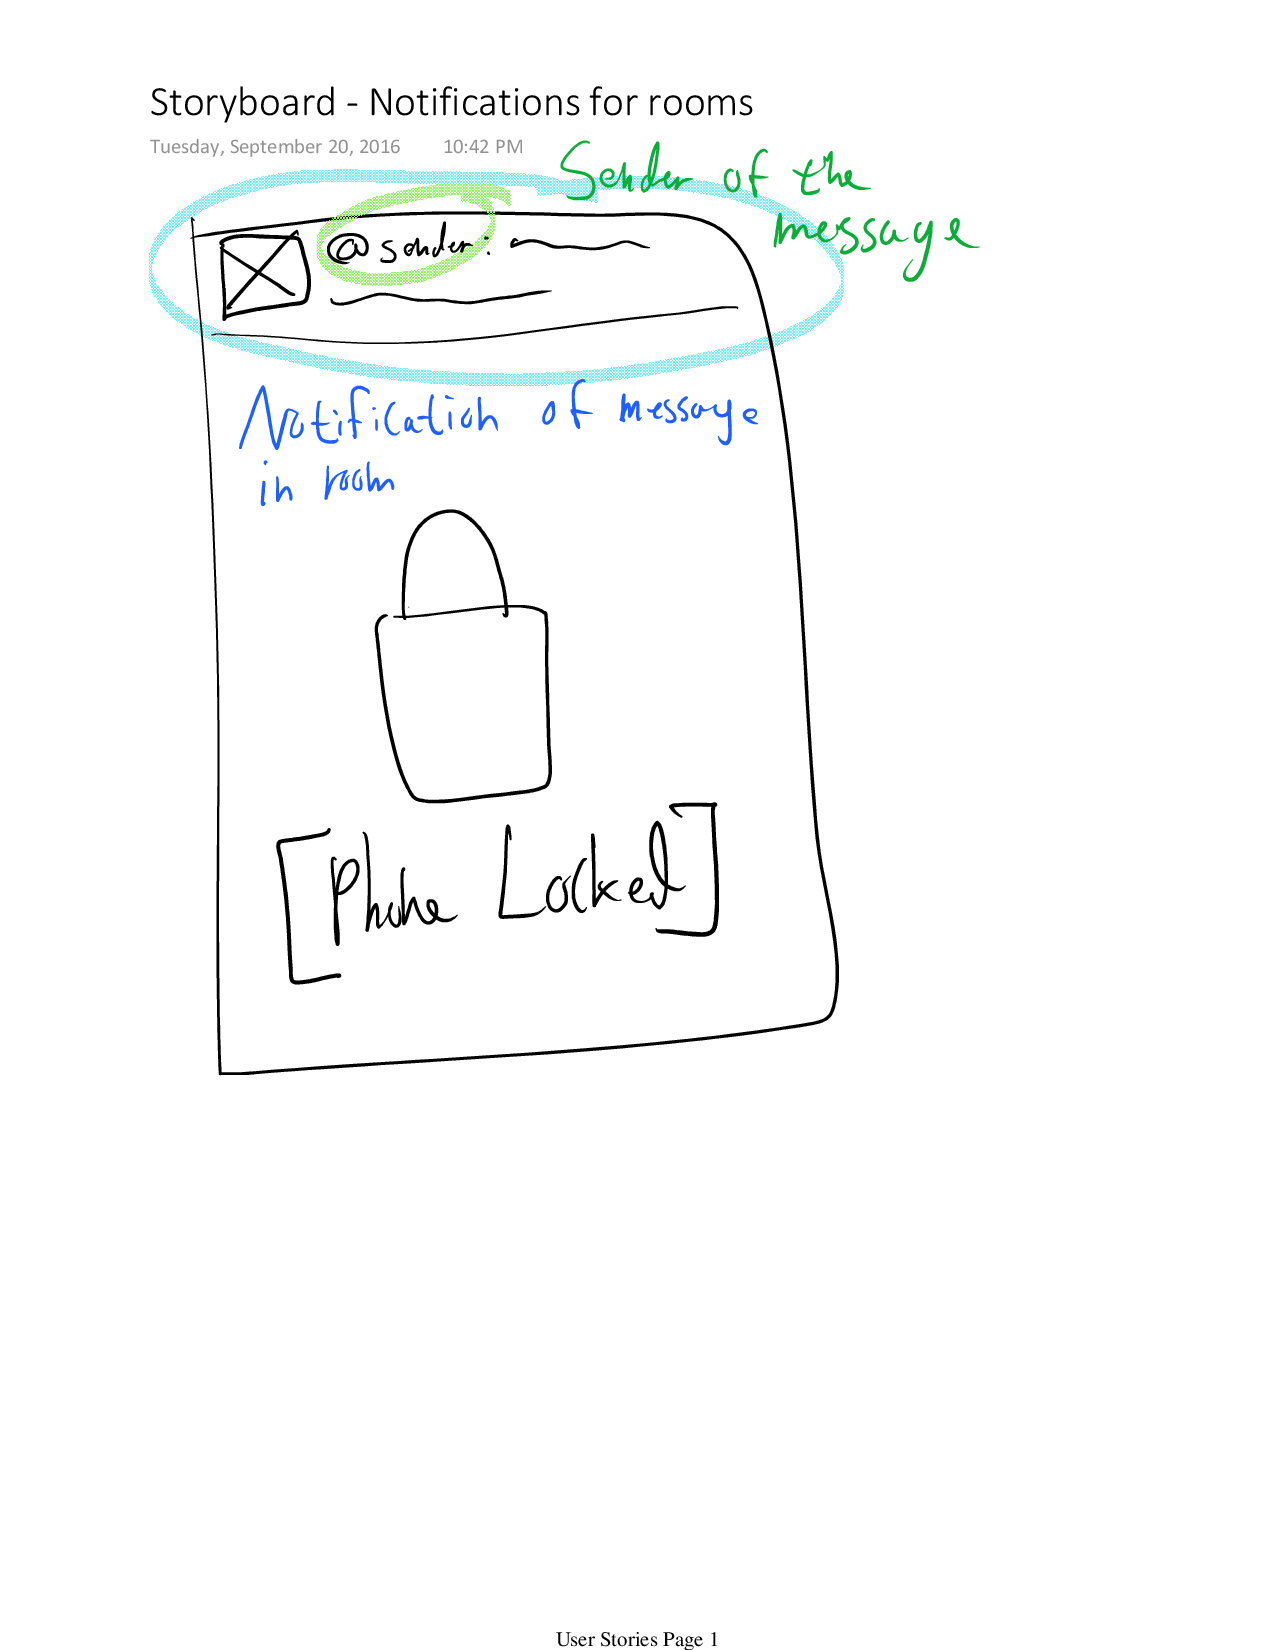 Storyboard - Notifications for rooms
Tuesday, September 20, 2016 10:42 PM
Sender of the
message
@sender:
Notification of message
in room
[Phone Locked]
User Stories Page 1